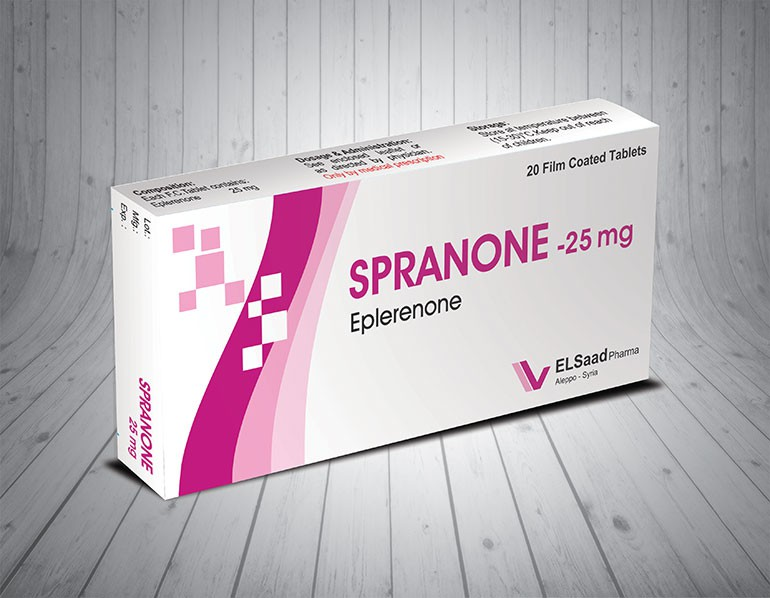 Composition:
Each F.C.Tablet contains:
Eplerenone 25 mg
Dosage & Administration:
See enclosed leaflet or
as directed by phydician.
Only by medical prescription
Storage:
Store at temperature between
(15-30)°C-Keep out of reach
of children.
20 Film Coated Tablets
SPRANONE -25 mg
Eplerenone
ELSaad Pharma
Aleppo - Syria
Lot.:
Mfg.:
Exp.:
SPRANONE
25 mg